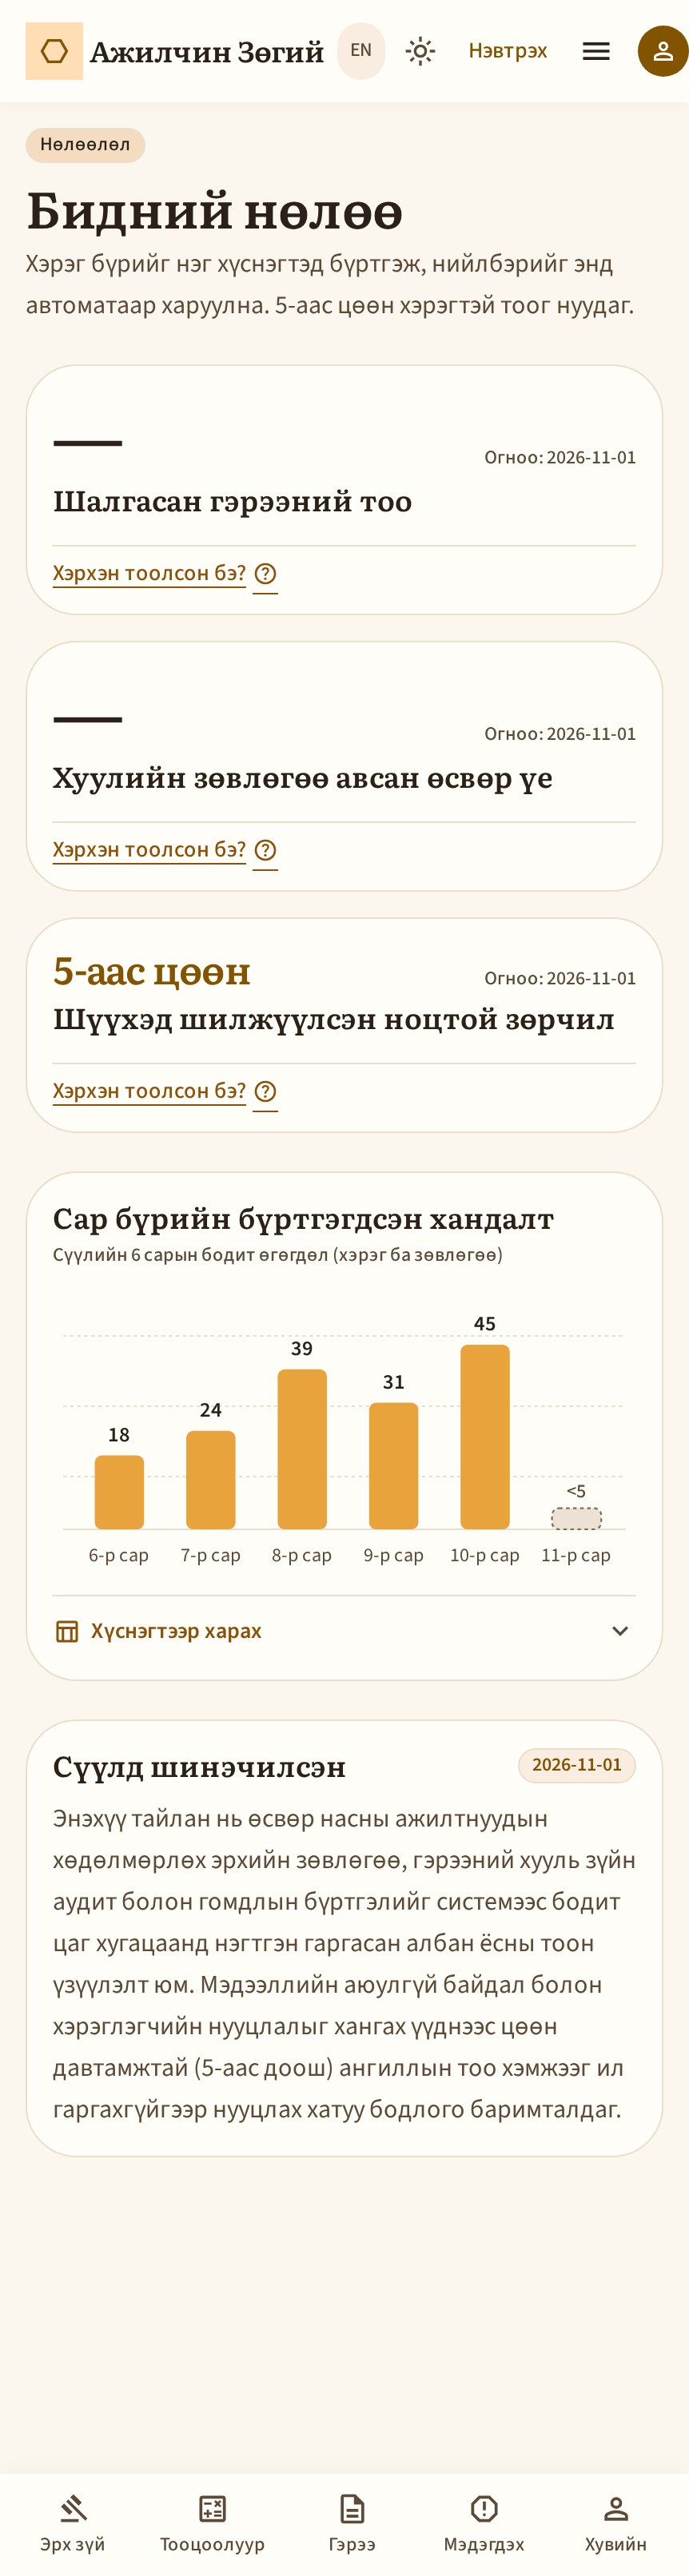 Ажилчин Зөгий
EN
Нэвтрэх
Нөлөөлөл
Бидний нөлөө
Хэрэг бүрийг нэг хүснэгтэд бүртгэж, нийлбэрийг энд
автоматаар харуулна. 5-аас цөөн хэрэгтэй тоог нуудаг.
—
Огноо: 2026-11-01
Шалгасан гэрээний тоо
Хэрхэн тоолсон бэ?
—
Огноо: 2026-11-01
Хуулийн зөвлөгөө авсан өсвөр үе
Хэрхэн тоолсон бэ?
5-аас цөөн
Огноо: 2026-11-01
Шүүхэд шилжүүлсэн ноцтой зөрчил
Хэрхэн тоолсон бэ?
Сар бүрийн бүртгэгдсэн хандалт
Сүүлийн 6 сарын бодит өгөгдөл (хэрэг ба зөвлөгөө)
18
24
39
31
45
<5
6-р сар
7-р сар
8-р сар
9-р сар
10-р сар
11-р сар
Хүснэгтээр харах
Сүүлд шинэчилсэн
2026-11-01
Энэхүү тайлан нь өсвөр насны ажилтнуудын
хөдөлмөрлөх эрхийн зөвлөгөө, гэрээний хууль зүйн
аудит болон гомдлын бүртгэлийг системээс бодит
цаг хугацаанд нэгтгэн гаргасан албан ёсны тоон
үзүүлэлт юм. Мэдээллийн аюулгүй байдал болон
хэрэглэгчийн нууцлалыг хангах үүднээс цөөн
давтамжтай (5-аас доош) ангиллын тоо хэмжээг ил
гаргахгүйгээр нууцлах хатуу бодлого баримталдаг.
Эрх зүй
Тооцоолуур
Гэрээ
Мэдэгдэх
Хувийн